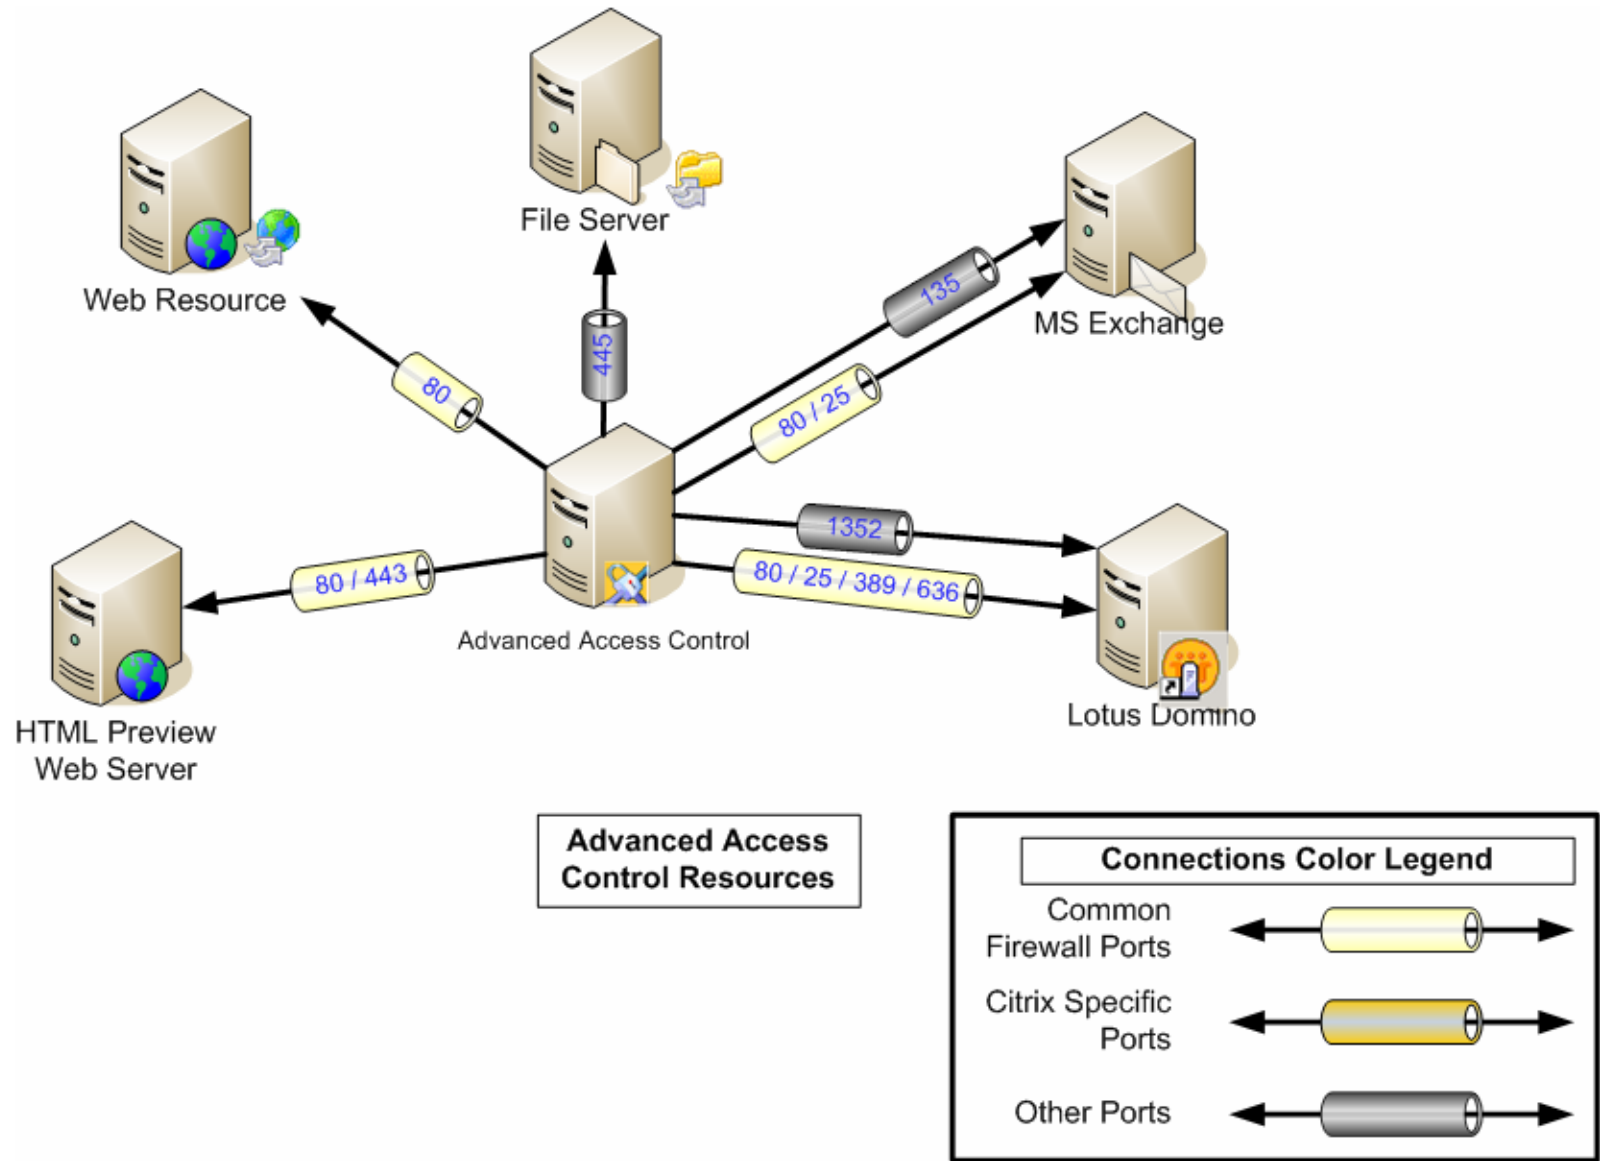 File Server
Web Resource
MS Exchange
135
445
80
80 / 25
1352
80 / 443
80 / 25 / 389 / 636
Advanced Access Control
Lotus Domino
HTML Preview
Web Server
Advanced Access
Control Resources
Connections Color Legend
Common
Firewall Ports
Citrix Specific
Ports
Other Ports